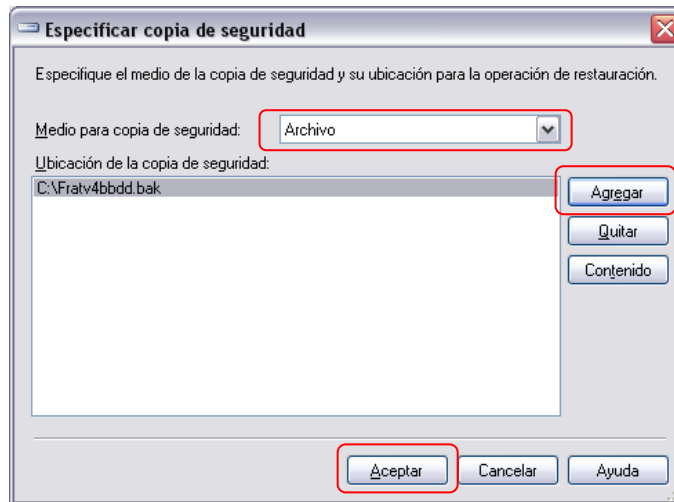 Especificar copia de seguridad
Especifique el medio de la copia de seguridad y su ubicación para la operación de restauración.
Medio para copia de seguridad: Archivo
Ubicación de la copia de seguridad:
C:\Fratv4bbdd.bak
Agregar
Quitar
Contenido
Aceptar Cancelar Ayuda